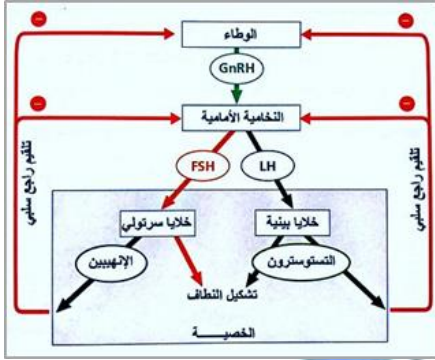 الوطاء
GnRH
النخامية الأمامية
FSH
LH
تلقيم راجع سلبي
تلقيم راجع سلبي
خلايا سرتولي
خلايا بينية
الإنهيبين
التستوسترون
تشكيل النطاف
الخصيـــــة